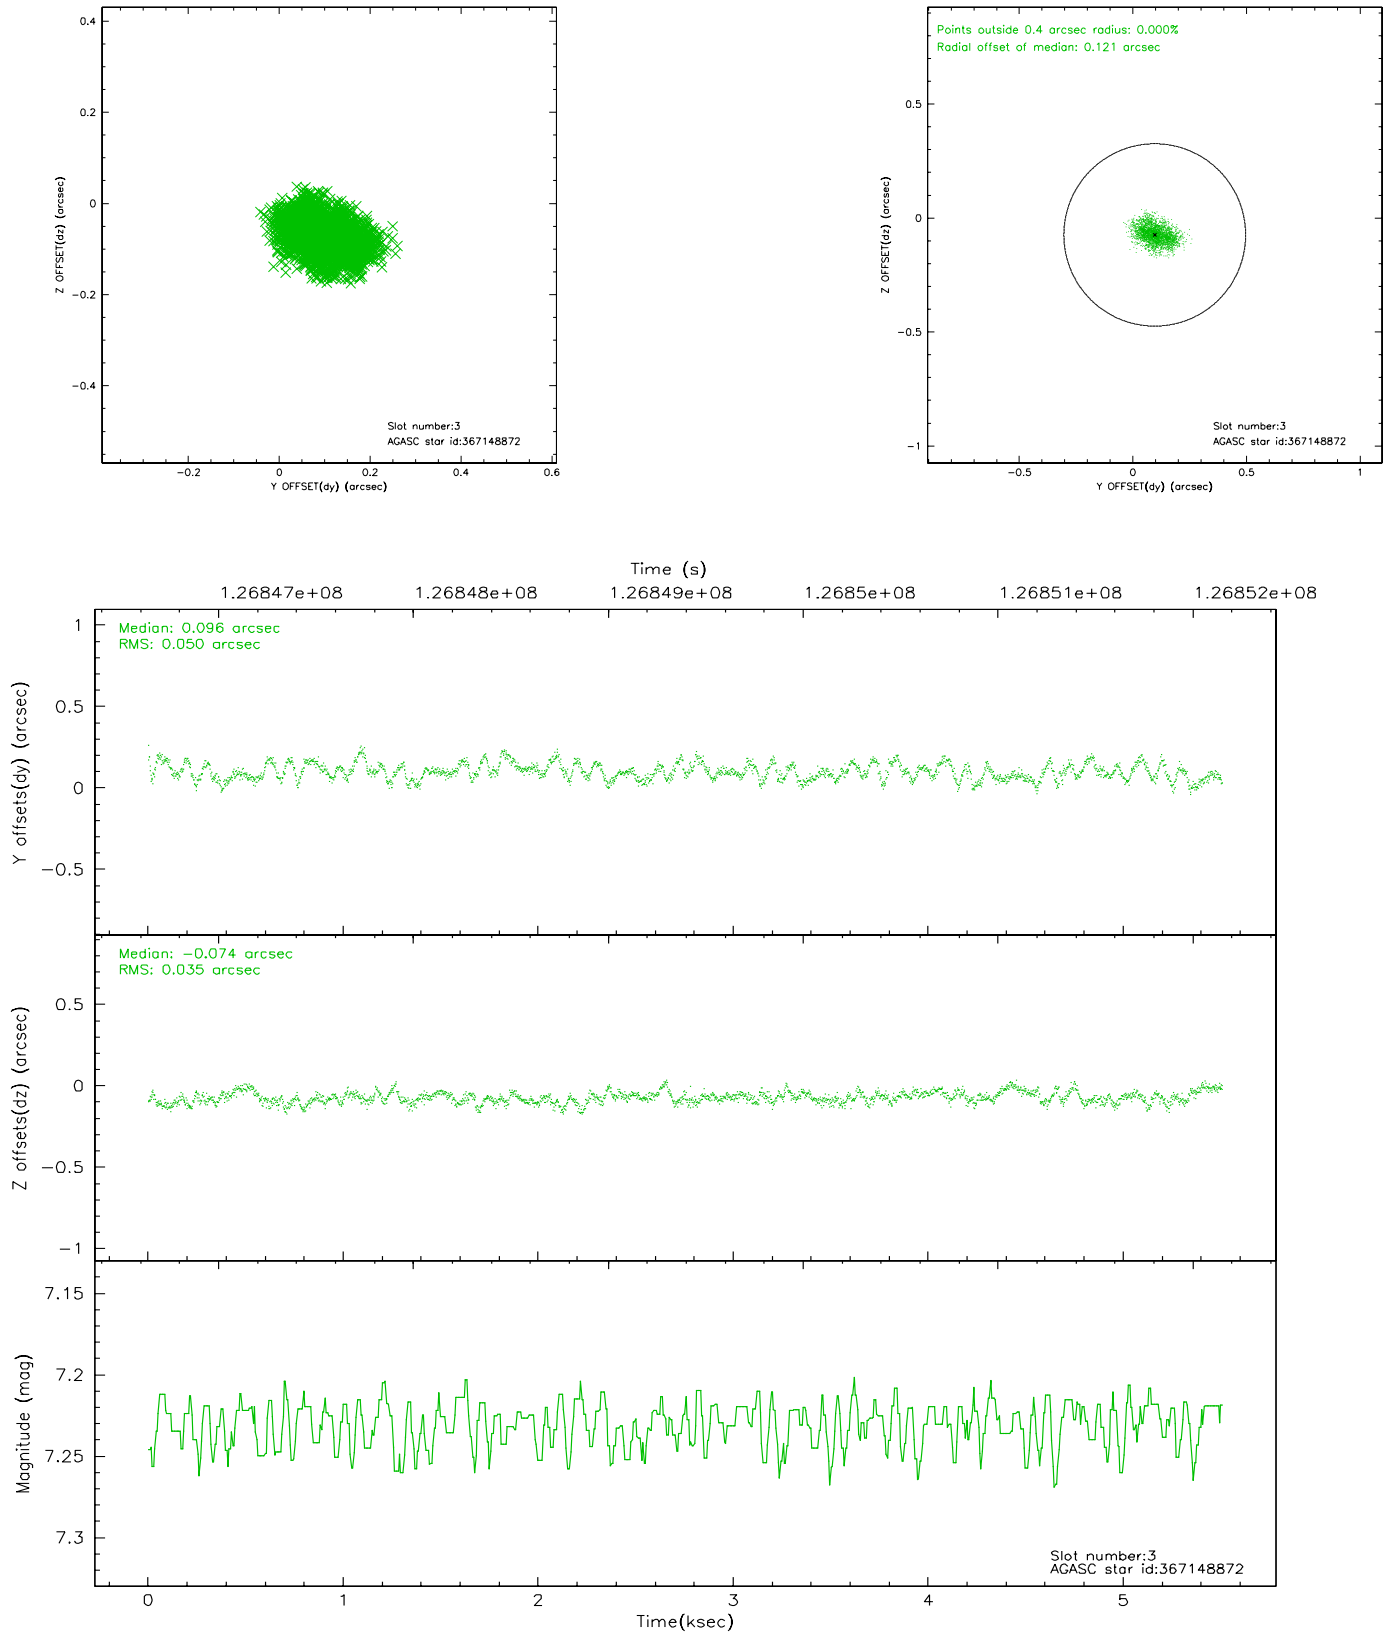 0.4
0.2
0
−0.2
−0.4
Z OFFSET(dz) (arcsec)
Slot number:3
AGASC star id:367148872
−0.2 0 0.2 0.4 0.6
Y OFFSET(dy) (arcsec)
Points outside 0.4 arcsec radius: 0.000%
Radial offset of median: 0.121 arcsec
0.5
0
−0.5
−1
Z OFFSET(dz) (arcsec)
Slot number:3
AGASC star id:367148872
−0.5 0 0.5 1
Y OFFSET(dy) (arcsec)
Time (s)
1.26847e+08 1.26848e+08 1.26849e+08 1.2685e+08 1.26851e+08 1.26852e+08
Median: 0.096 arcsec
RMS: 0.050 arcsec
1
0.5
0
−0.5
Y offsets(dy) (arcsec)
Median: −0.074 arcsec
RMS: 0.035 arcsec
0.5
0
−0.5
−1
Z offsets(dz) (arcsec)
7.15
7.2
7.25
7.3
Magnitude (mag)
Slot number:3
AGASC star id:367148872
0 1 2 3 4 5
Time(ksec)